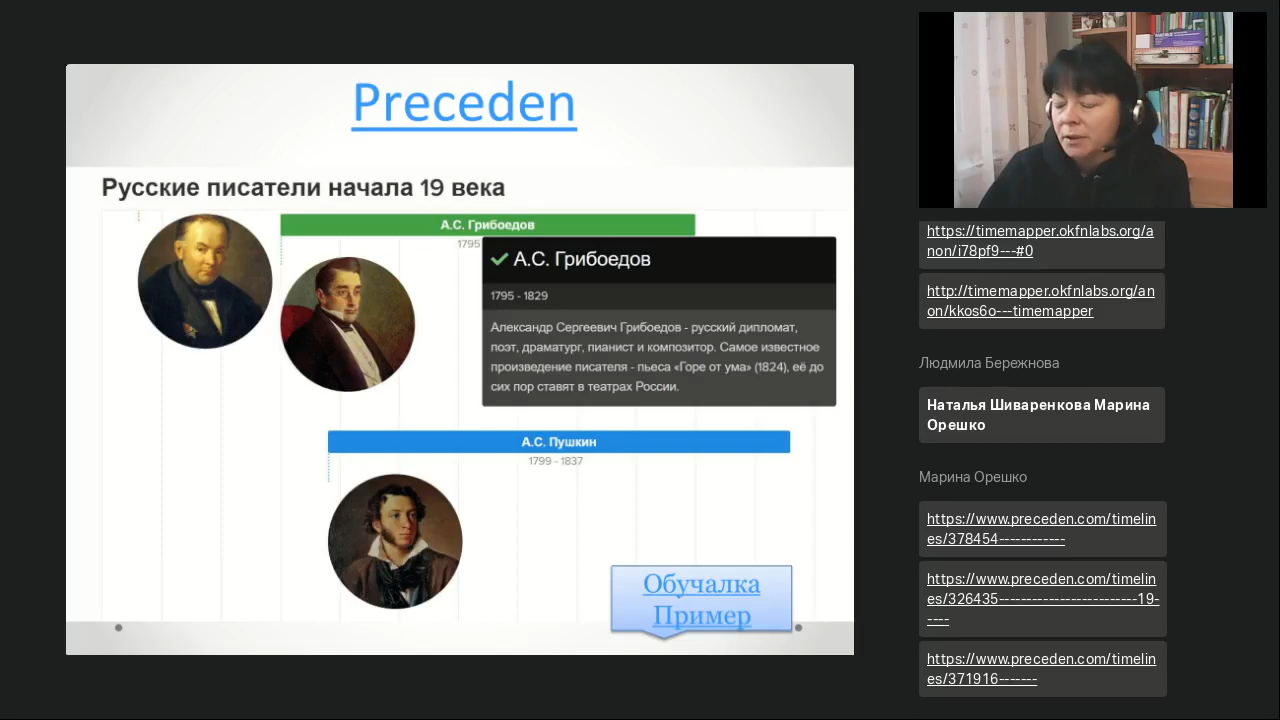 Preceden
Русские писатели начала 19 века
А.С. Грибоедов
1795
А.С. Грибоедов
1795 - 1829
Александр Сергеевич Грибоедов - русский дипломат,
поэт, драматург, пианист и композитор. Самое известное
произведение писателя - пьеса «Горе от ума» (1824), её до
сих пор ставят в театрах России.
А.С. Пушкин
1799 - 1837
Обучалка
Пример
https://timemapper.okfnlabs.org/a
non/i78pf9---#0
http://timemapper.okfnlabs.org/an
on/kkos6o---timemapper
Людмила Бережнова
Наталья Шиваренкова Марина
Орешко
Марина Орешко
https://www.preceden.com/timelin
es/378454------------
https://www.preceden.com/timelin
es/326435-------------------------19-
----
https://www.preceden.com/timelin
es/371916-------